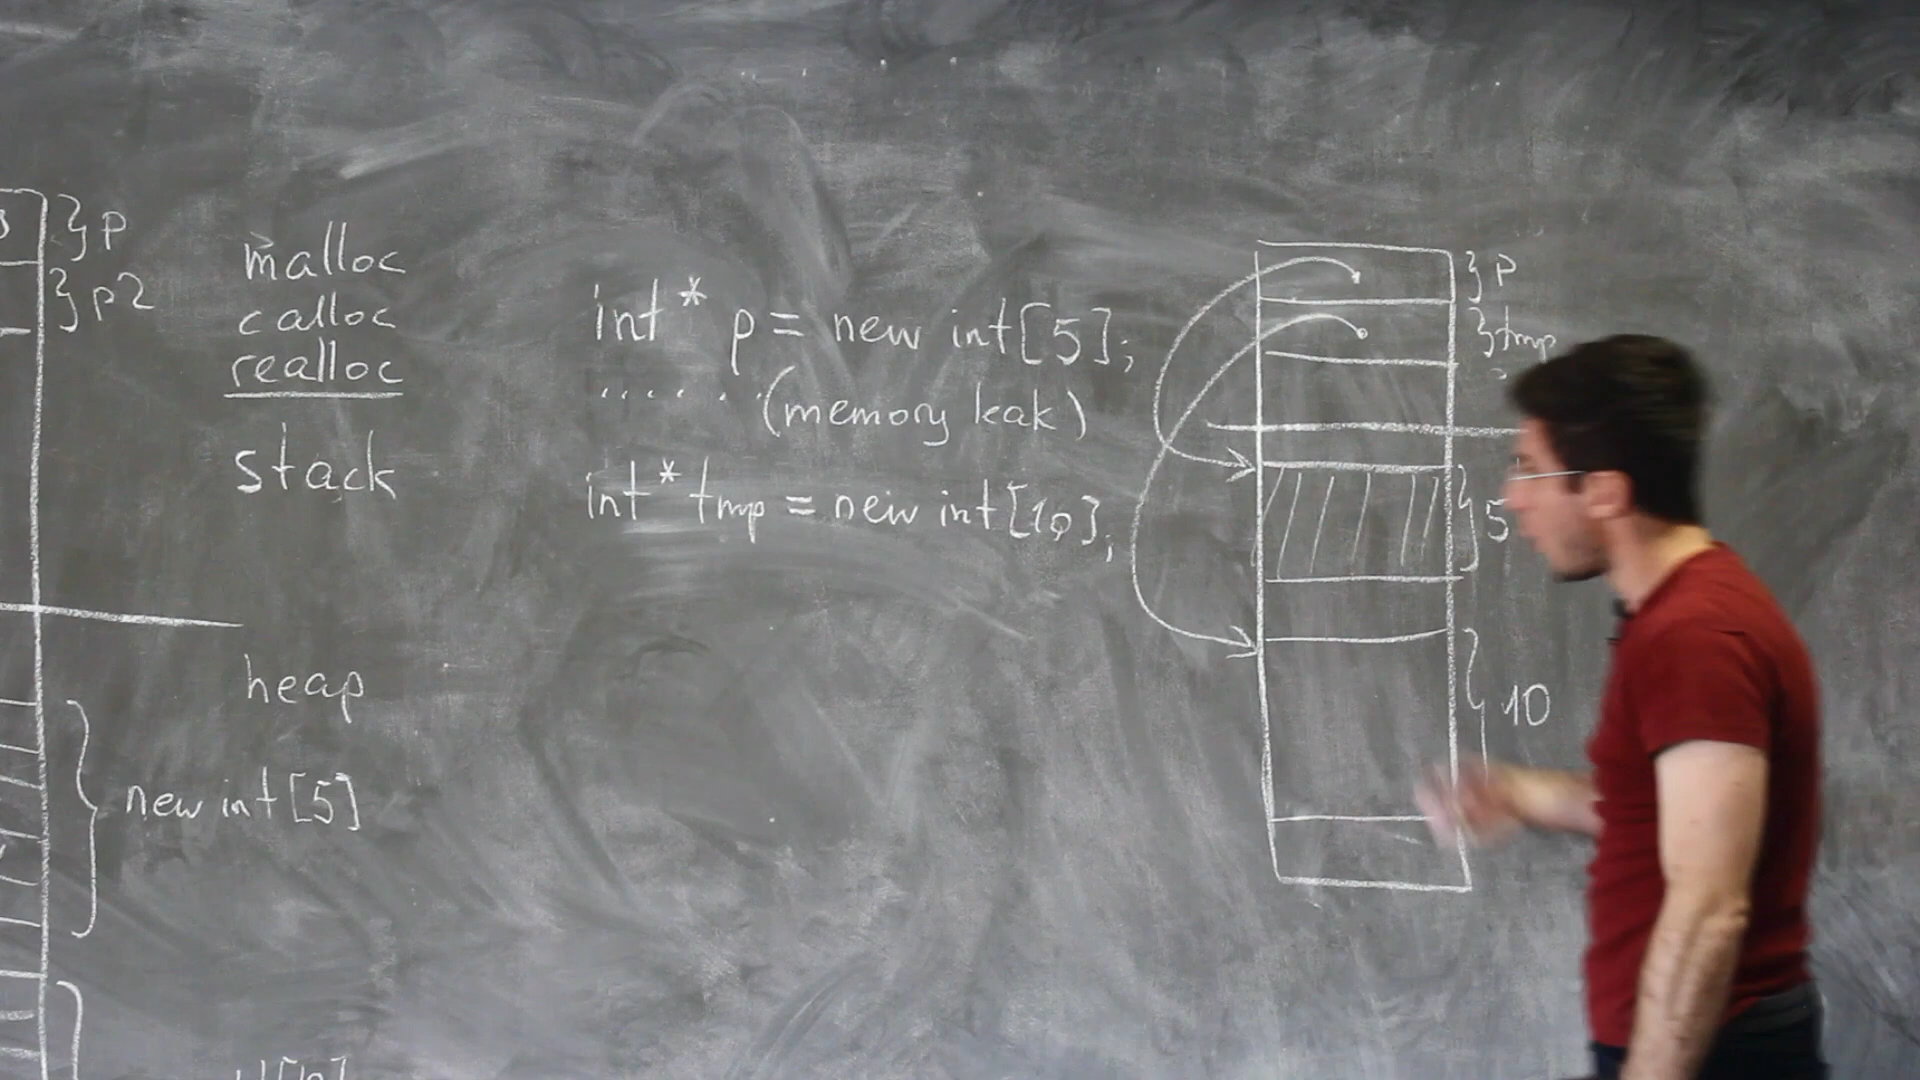 p
p2
malloc
calloc
realloc
stack
heap
new int[5]
int* p = new int[5];
..... (memory leak)
int* tmp = new int[10];
p
tmp
5
10